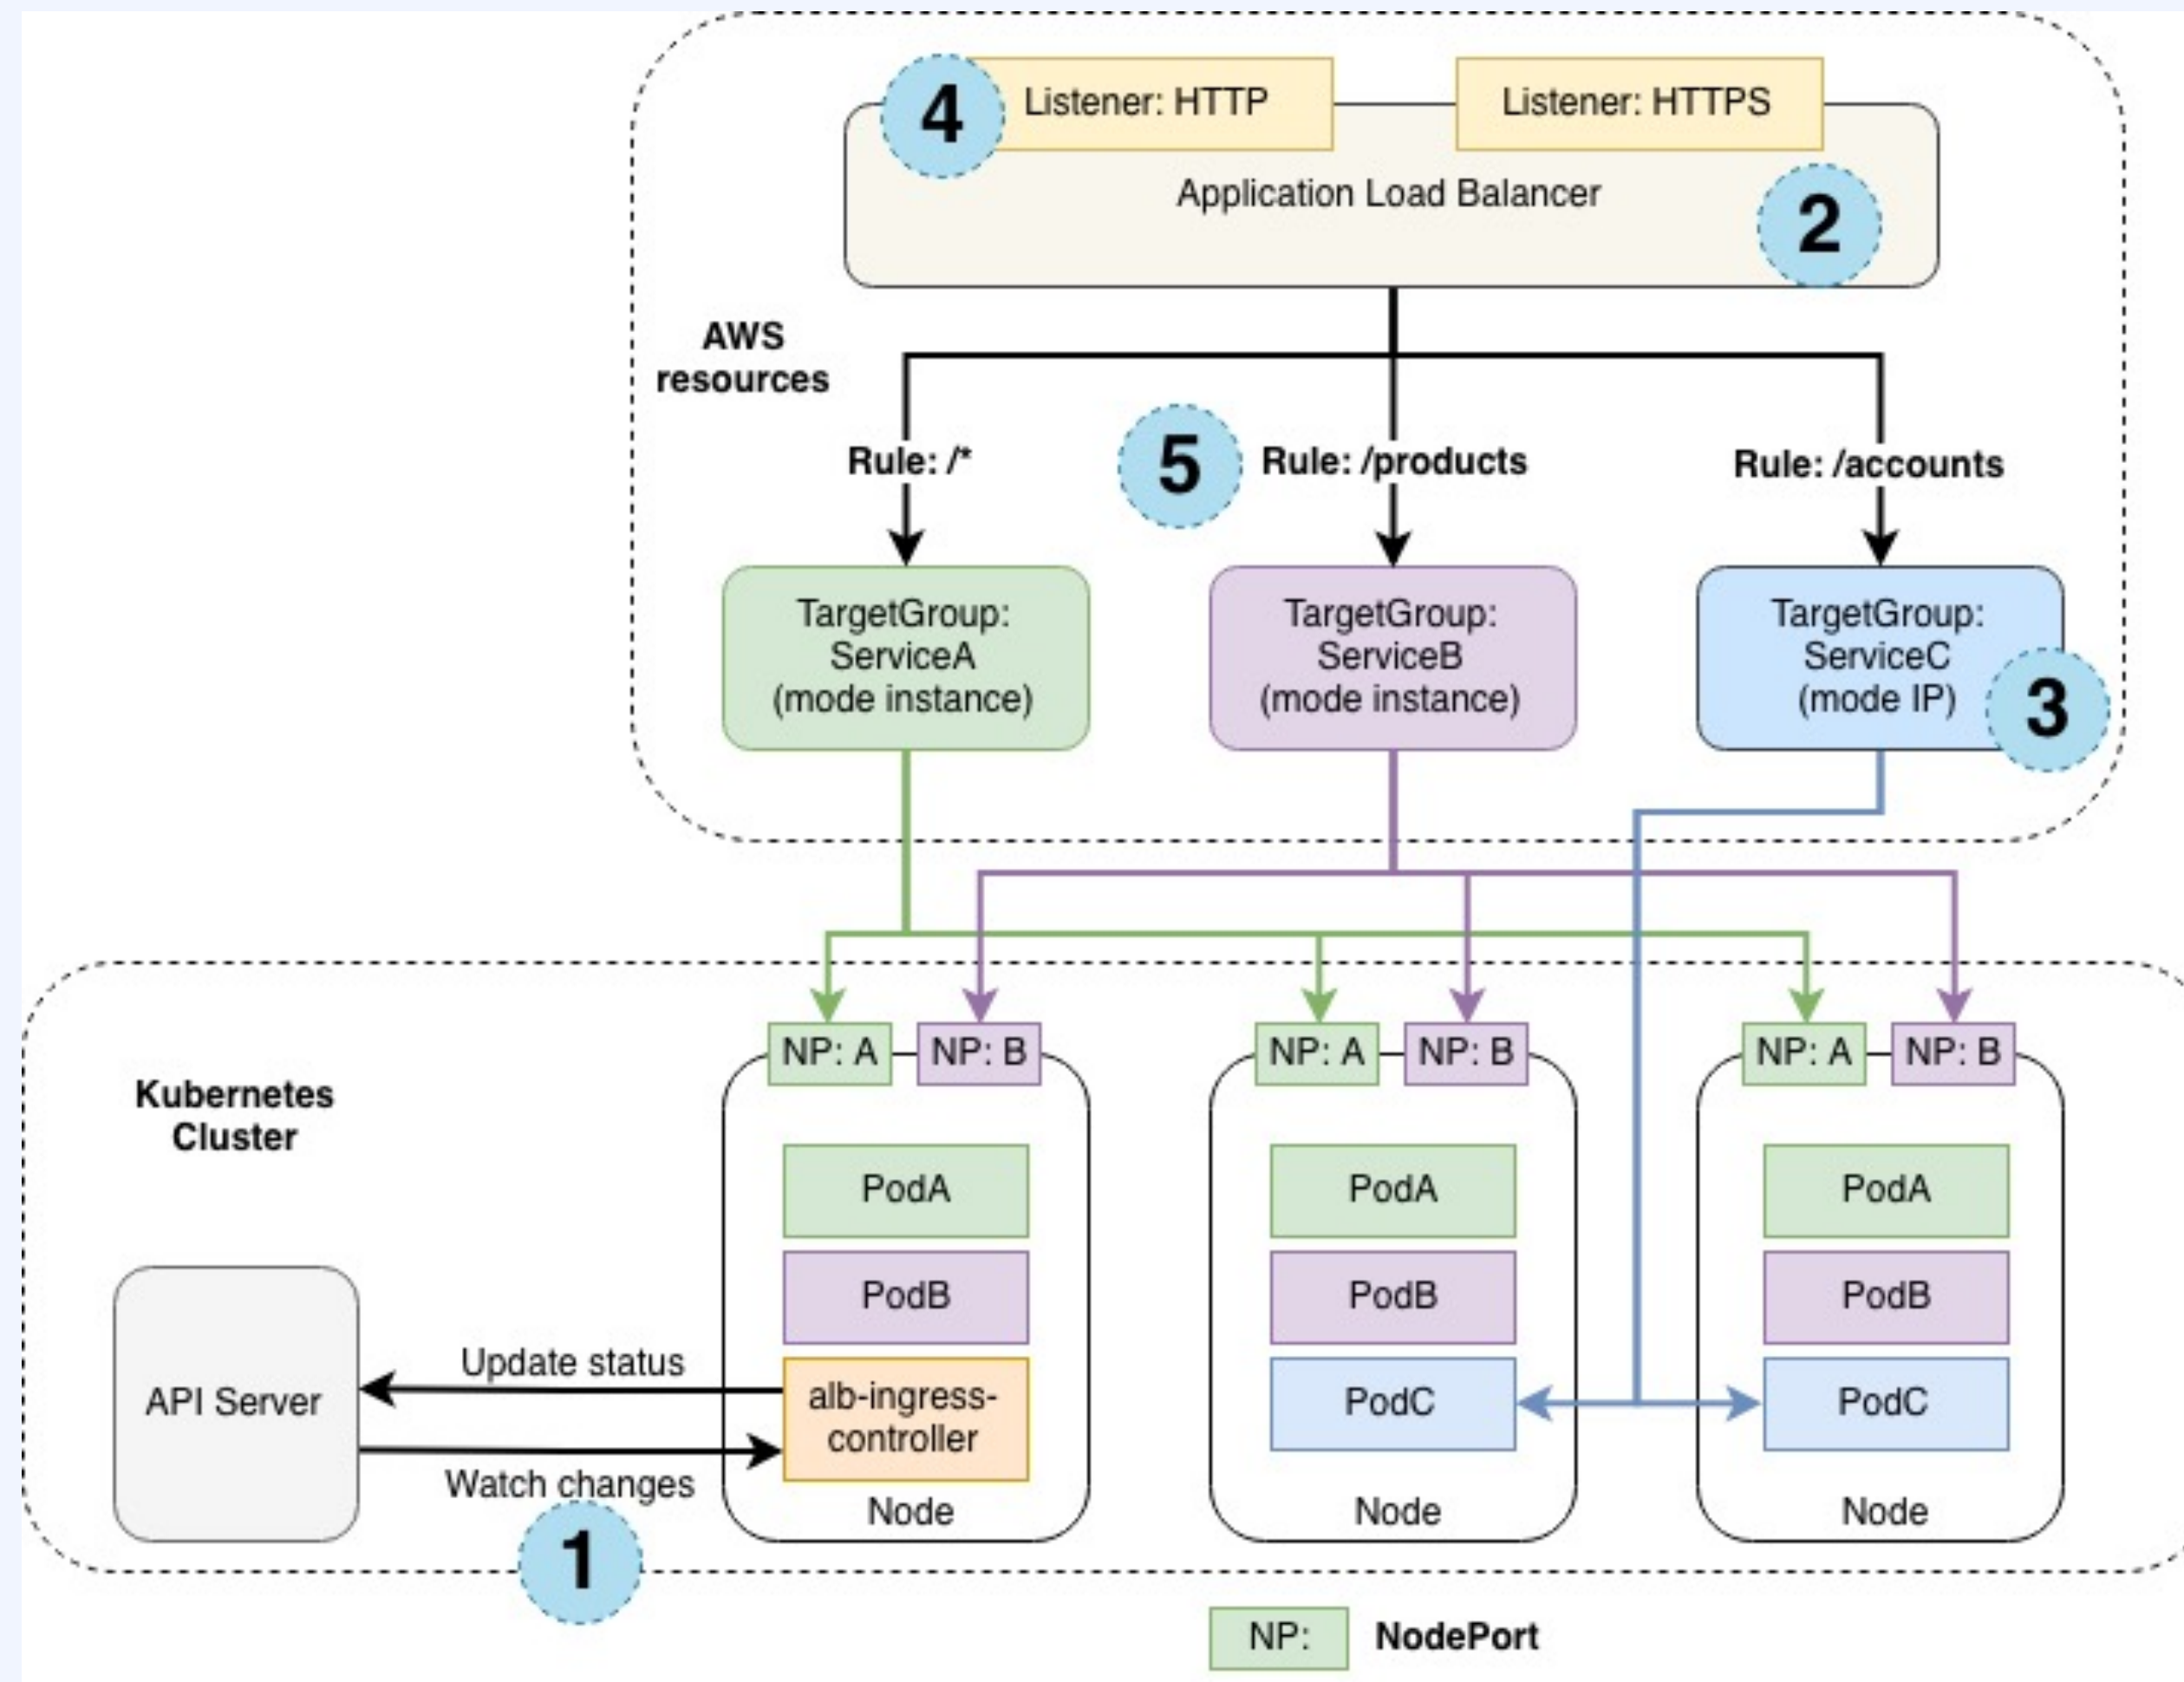 4
Listener: HTTP
Listener: HTTPS
Application Load Balancer
2
AWS
resources
Rule: /*
5
Rule: /products
Rule: /accounts
TargetGroup:
ServiceA
(mode instance)
TargetGroup:
ServiceB
(mode instance)
TargetGroup:
ServiceC
(mode IP)
3
Kubernetes
Cluster
NP: A
NP: B
NP: A
NP: B
NP: A
NP: B
PodA
PodA
PodA
PodB
PodB
PodB
API Server
Update status
Watch changes
1
alb-ingress-
controller
PodC
PodC
Node
Node
Node
NP:
NodePort